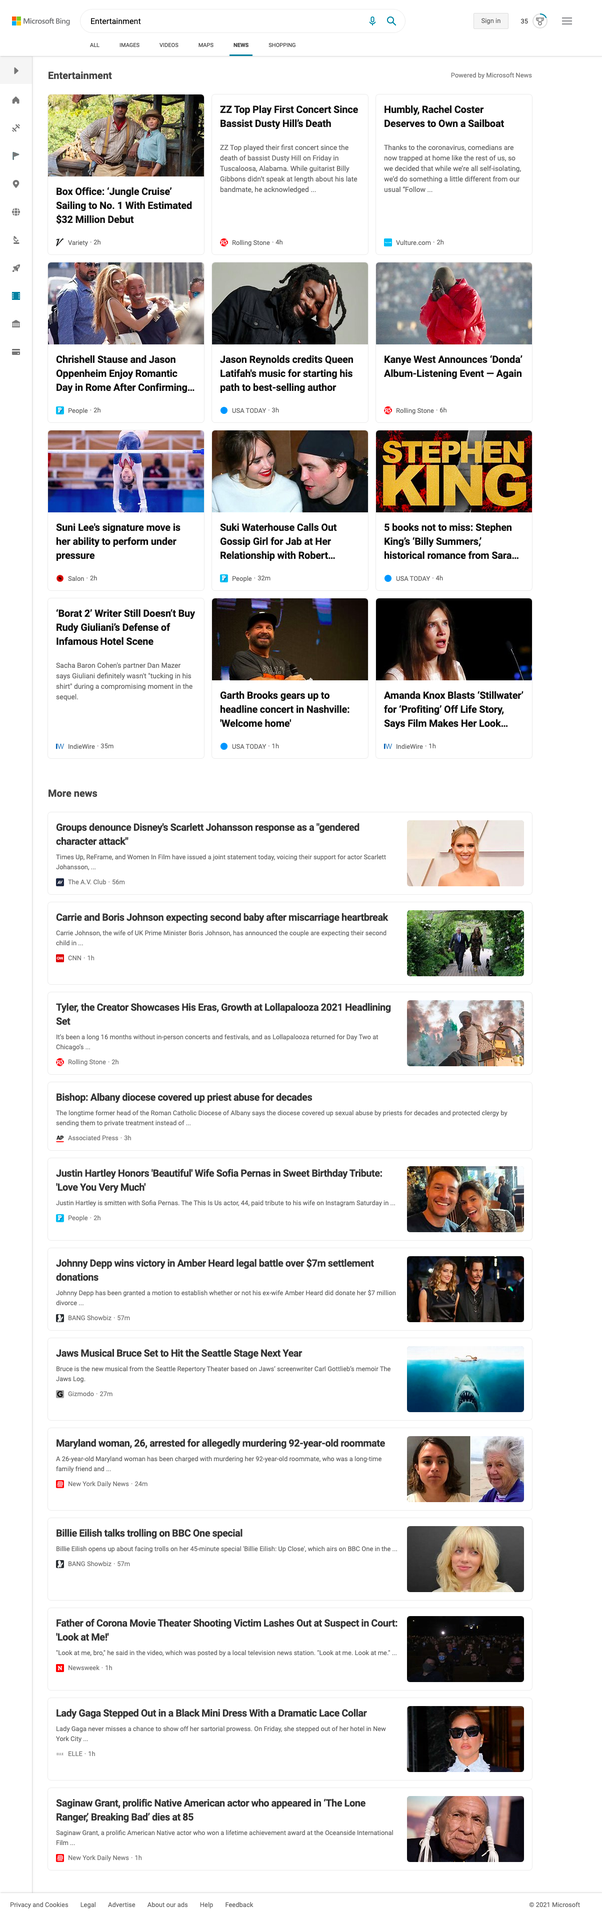 Microsoft Bing
Entertainment
Sign in
35
ALL IMAGES VIDEOS MAPS NEWS SHOPPING
Entertainment
Powered by Microsoft News
Box Office: ‘Jungle Cruise’
Sailing to No. 1 With Estimated
$32 Million Debut
Variety · 2h
ZZ Top Play First Concert Since
Bassist Dusty Hill’s Death
ZZ Top played their first concert since the
death of bassist Dusty Hill on Friday in
Tuscaloosa, Alabama. While guitarist Billy
Gibbons didn’t speak at length about his late
bandmate, he acknowledged ...
Rolling Stone · 4h
Humbly, Rachel Coster
Deserves to Own a Sailboat
Thanks to the coronavirus, comedians are
now trapped at home like the rest of us, so
we decided that while we’re all self-isolating,
we’d do something a little different from our
usual “Follow ...
Vulture.com · 2h
Chrishell Stause and Jason
Oppenheim Enjoy Romantic
Day in Rome After Confirming...
People · 2h
Jason Reynolds credits Queen
Latifah's music for starting his
path to best-selling author
USA TODAY · 3h
Kanye West Announces ‘Donda’
Album-Listening Event — Again
Rolling Stone · 6h
Suni Lee's signature move is
her ability to perform under
pressure
Salon · 2h
Suki Waterhouse Calls Out
Gossip Girl for Jab at Her
Relationship with Robert...
People · 32m
STEPHEN
KING
5 books not to miss: Stephen
King's ‘Billy Summers,’
historical romance from Sara...
USA TODAY · 4h
‘Borat 2’ Writer Still Doesn’t Buy
Rudy Giuliani’s Defense of
Infamous Hotel Scene
Sacha Baron Cohen's partner Dan Mazer
says Giuliani definitely wasn't "tucking in his
shirt" during a compromising moment in the
sequel.
IndieWire · 35m
Garth Brooks gears up to
headline concert in Nashville:
'Welcome home'
USA TODAY · 1h
Amanda Knox Blasts ‘Stillwater’
for ‘Profiting’ Off Life Story,
Says Film Makes Her Look...
IndieWire · 1h
More news
Groups denounce Disney's Scarlett Johansson response as a "gendered
character attack"
Times Up, ReFrame, and Women In Film have issued a joint statement today, voicing their support for actor Scarlett
Johansson, ...
The A.V. Club · 56m
Carrie and Boris Johnson expecting second baby after miscarriage heartbreak
Carrie Johnson, the wife of UK Prime Minister Boris Johnson, has announced the couple are expecting their second
child in ...
CNN · 1h
Tyler, the Creator Showcases His Eras, Growth at Lollapalooza 2021 Headlining
Set
It's been a long 16 months without in-person concerts and festivals, and as Lollapalooza returned for Day Two at
Chicago's ...
Rolling Stone · 2h
Bishop: Albany diocese covered up priest abuse for decades
The longtime former head of the Roman Catholic Diocese of Albany says the diocese covered up sexual abuse by priests for decades and protected clergy by
sending them to private treatment instead of ...
AP Associated Press · 3h
Justin Hartley Honors 'Beautiful' Wife Sofia Pernas in Sweet Birthday Tribute:
'Love You Very Much'
Justin Hartley is smitten with Sofia Pernas. The This Is Us actor, 44, paid tribute to his wife on Instagram Saturday in ...
People · 2h
Johnny Depp wins victory in Amber Heard legal battle over $7m settlement
donations
Johnny Depp has been granted a motion to establish whether or not his ex-wife Amber Heard did donate her $7 million
divorce ...
BANG Showbiz · 57m
Jaws Musical Bruce Set to Hit the Seattle Stage Next Year
Bruce is the new musical from the Seattle Repertory Theater based on Jaws' screenwriter Carl Gottlieb's memoir The
Jaws Log.
Gizmodo · 27m
Maryland woman, 26, arrested for allegedly murdering 92-year-old roommate
A 26-year-old Maryland woman has been charged with murdering her 92-year-old roommate, who was a long-time
family friend and ...
New York Daily News · 24m
Billie Eilish talks trolling on BBC One special
Billie Eilish opens up about facing trolls on her 45-minute special 'Billie Eilish: Up Close', which airs on BBC One in the ...
BANG Showbiz · 57m
Father of Corona Movie Theater Shooting Victim Lashes Out at Suspect in Court:
'Look at Me!'
"Look at me, bro," he said in the video, which was posted by a local television news station. "Look at me. Look at me." ...
Newsweek · 1h
Lady Gaga Stepped Out in a Black Mini Dress With a Dramatic Lace Collar
Lady Gaga never misses a chance to show off her sartorial prowess. On Friday, she stepped out of her hotel in New
York City ...
ELLE · 1h
Saginaw Grant, prolific Native American actor who appeared in ‘The Lone
Ranger,’ Breaking Bad’ dies at 85
Saginaw Grant, a prolific American Native actor who won a lifetime achievement award at the Oceanside International
Film ...
New York Daily News · 1h
Privacy and Cookies Legal Advertise About our ads Help Feedback
© 2021 Microsoft